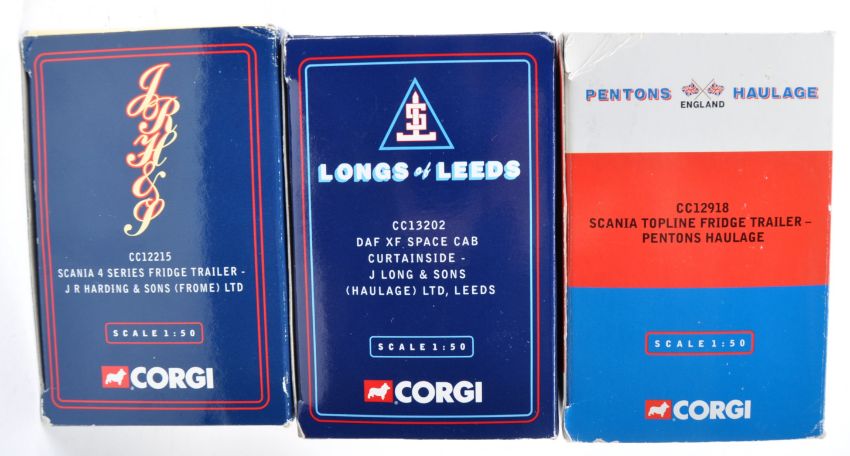 JRH&S
CC12215
SCANIA 4 SERIES FRIDGE TRAILER -
J R HARDING & SONS (FROME) LTD
SCALE 1:50
CORGI
LONGS of LEEDS
CC13202
DAF XF SPACE CAB
CURTAINSIDE -
J LONG & SONS
(HAULAGE) LTD, LEEDS
SCALE 1:50
CORGI
PENTONS HAULAGE
ENGLAND
CC12918
SCANIA TOPLINE FRIDGE TRAILER –
PENTONS HAULAGE
SCALE 1:50
CORGI